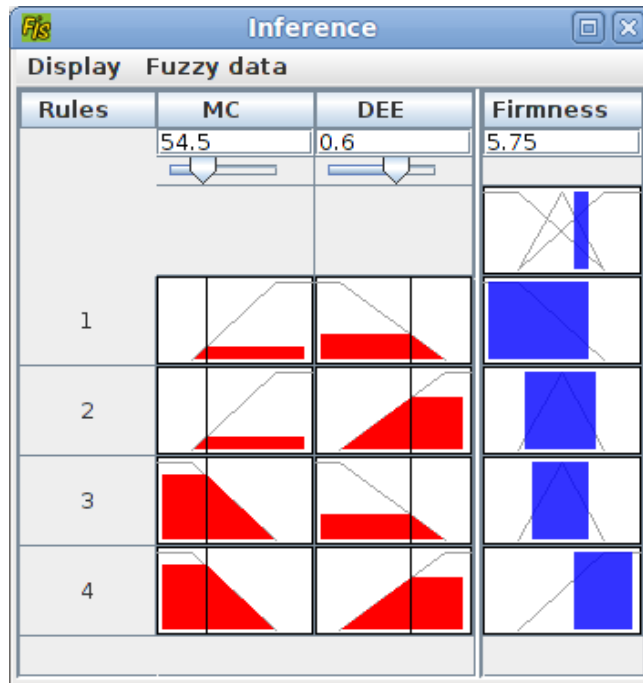 Fis Inference
Display Fuzzy data
Rules MC DEE Firmness
54.5 0.6 5.75
1
2
3
4